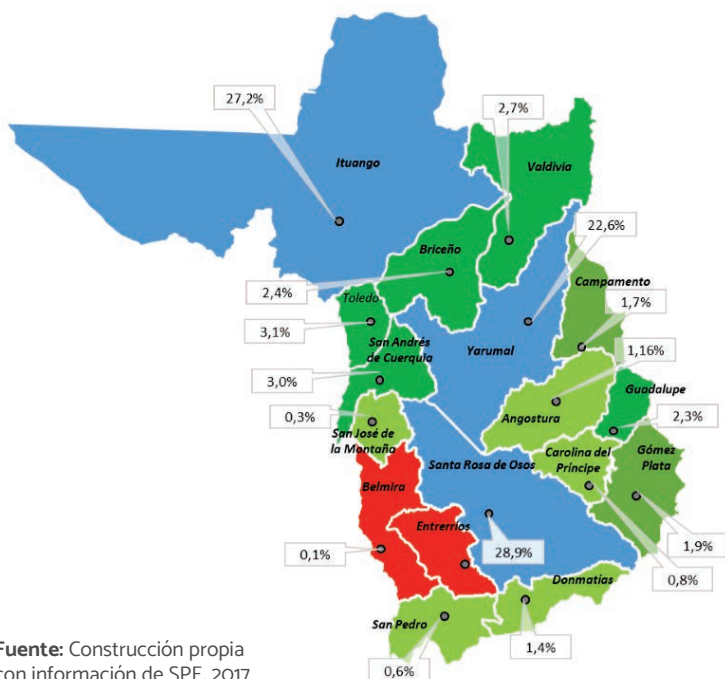 27,2%
2,7%
Ituango
Valdivia
22,6%
Briceño
Campamento
2,4%
1,7%
Toledo
3,1%
San Andrés
de Cuerquia
Yarumal
1,16%
3,0%
Guadalupe
Angostura
0,3%
2,3%
San José de
la Montaña
Santa Rosa de Osos
Carolina del
Príncipe
Gómez
Plata
Belmira
Entrerríos
0,1%
28,9%
1,9%
Donmatías
0,8%
San Pedro
1,4%
0,6%
Fuente: Construcción propia
con información de SPF, 2017